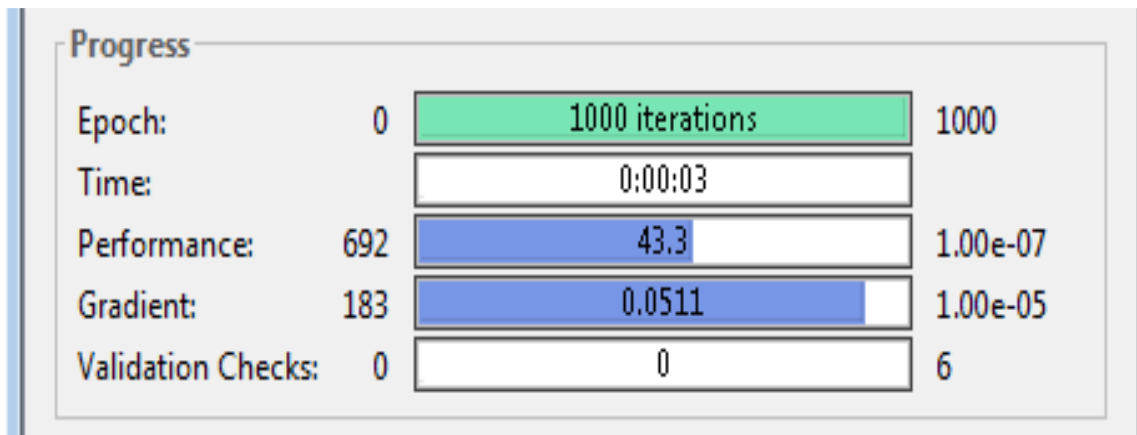 Progress
Epoch: 0 1000 iterations 1000
Time: 0:00:03
Performance: 692 43.3 1.00e-07
Gradient: 183 0.0511 1.00e-05
Validation Checks: 0 0 6